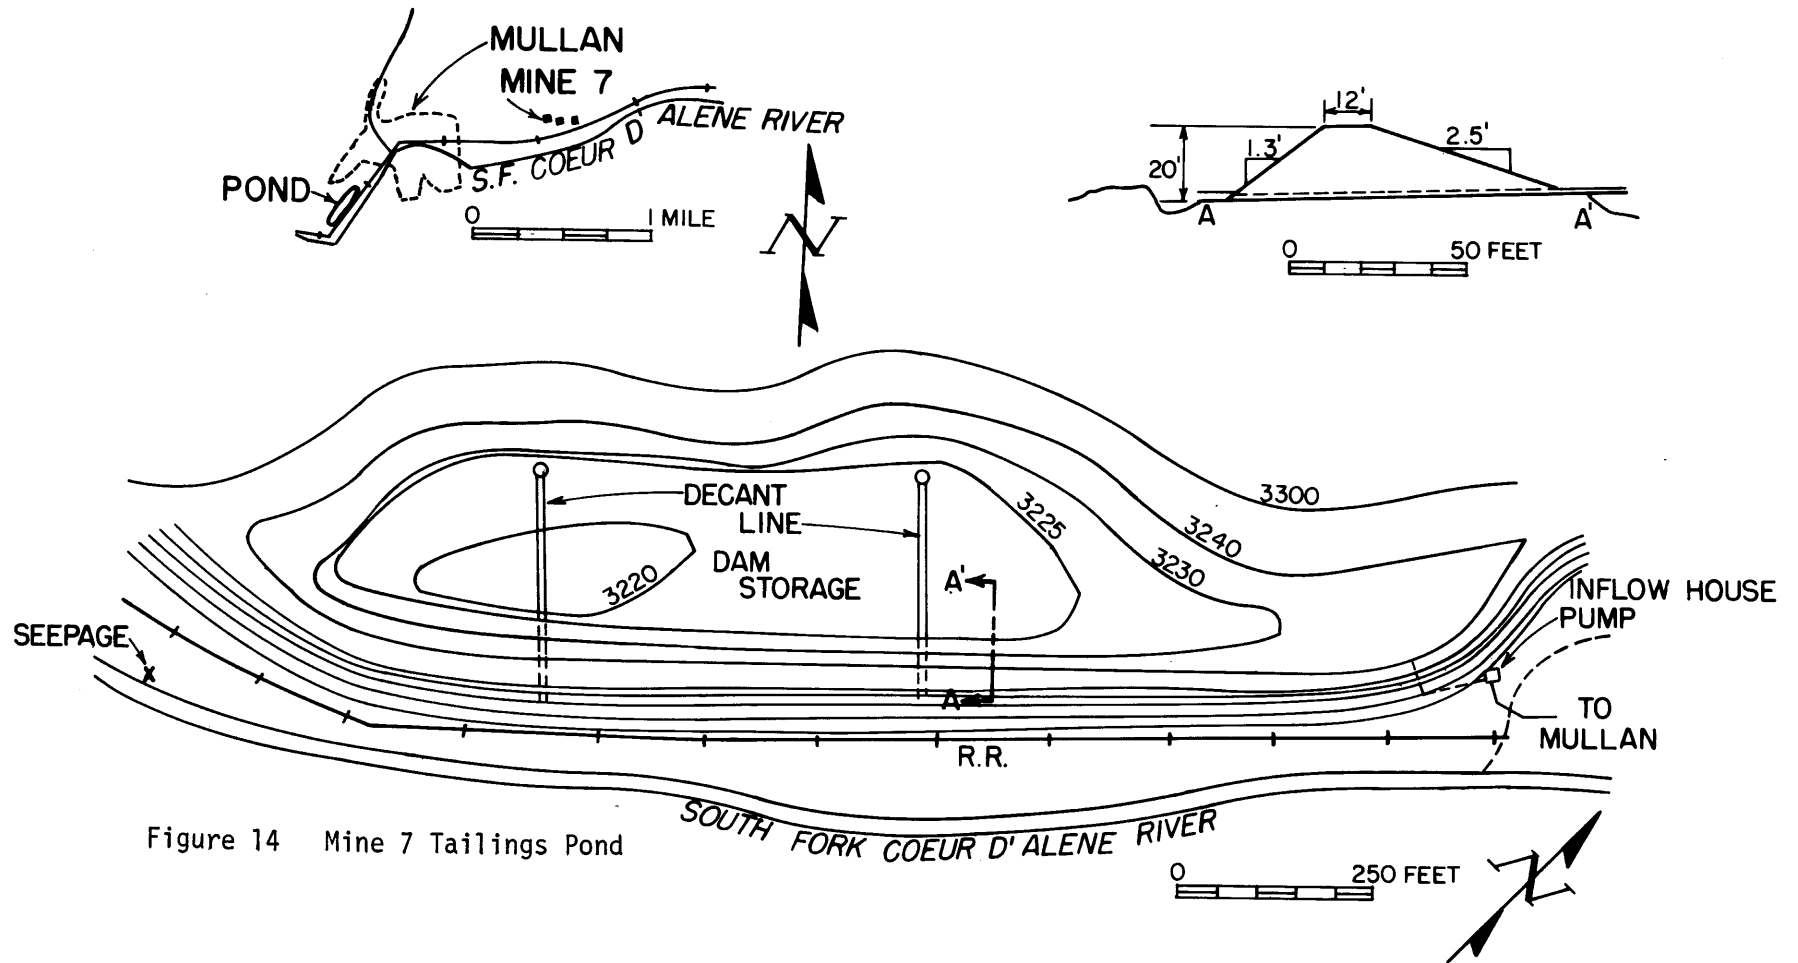 MULLAN
MINE 7
S.F. COEUR D' ALENE RIVER
POND
0 1 MILE
N
12'
20'
1.3'
2.5'
A A'
0 50 FEET
3300
3240
3230
3225
3220
DECANT
LINE
DAM
STORAGE
A'
A
INFLOW HOUSE
PUMP
SEEPAGE
X
TO
MULLAN
R.R.
SOUTH FORK COEUR D' ALENE RIVER
Figure 14 Mine 7 Tailings Pond
0 250 FEET
N